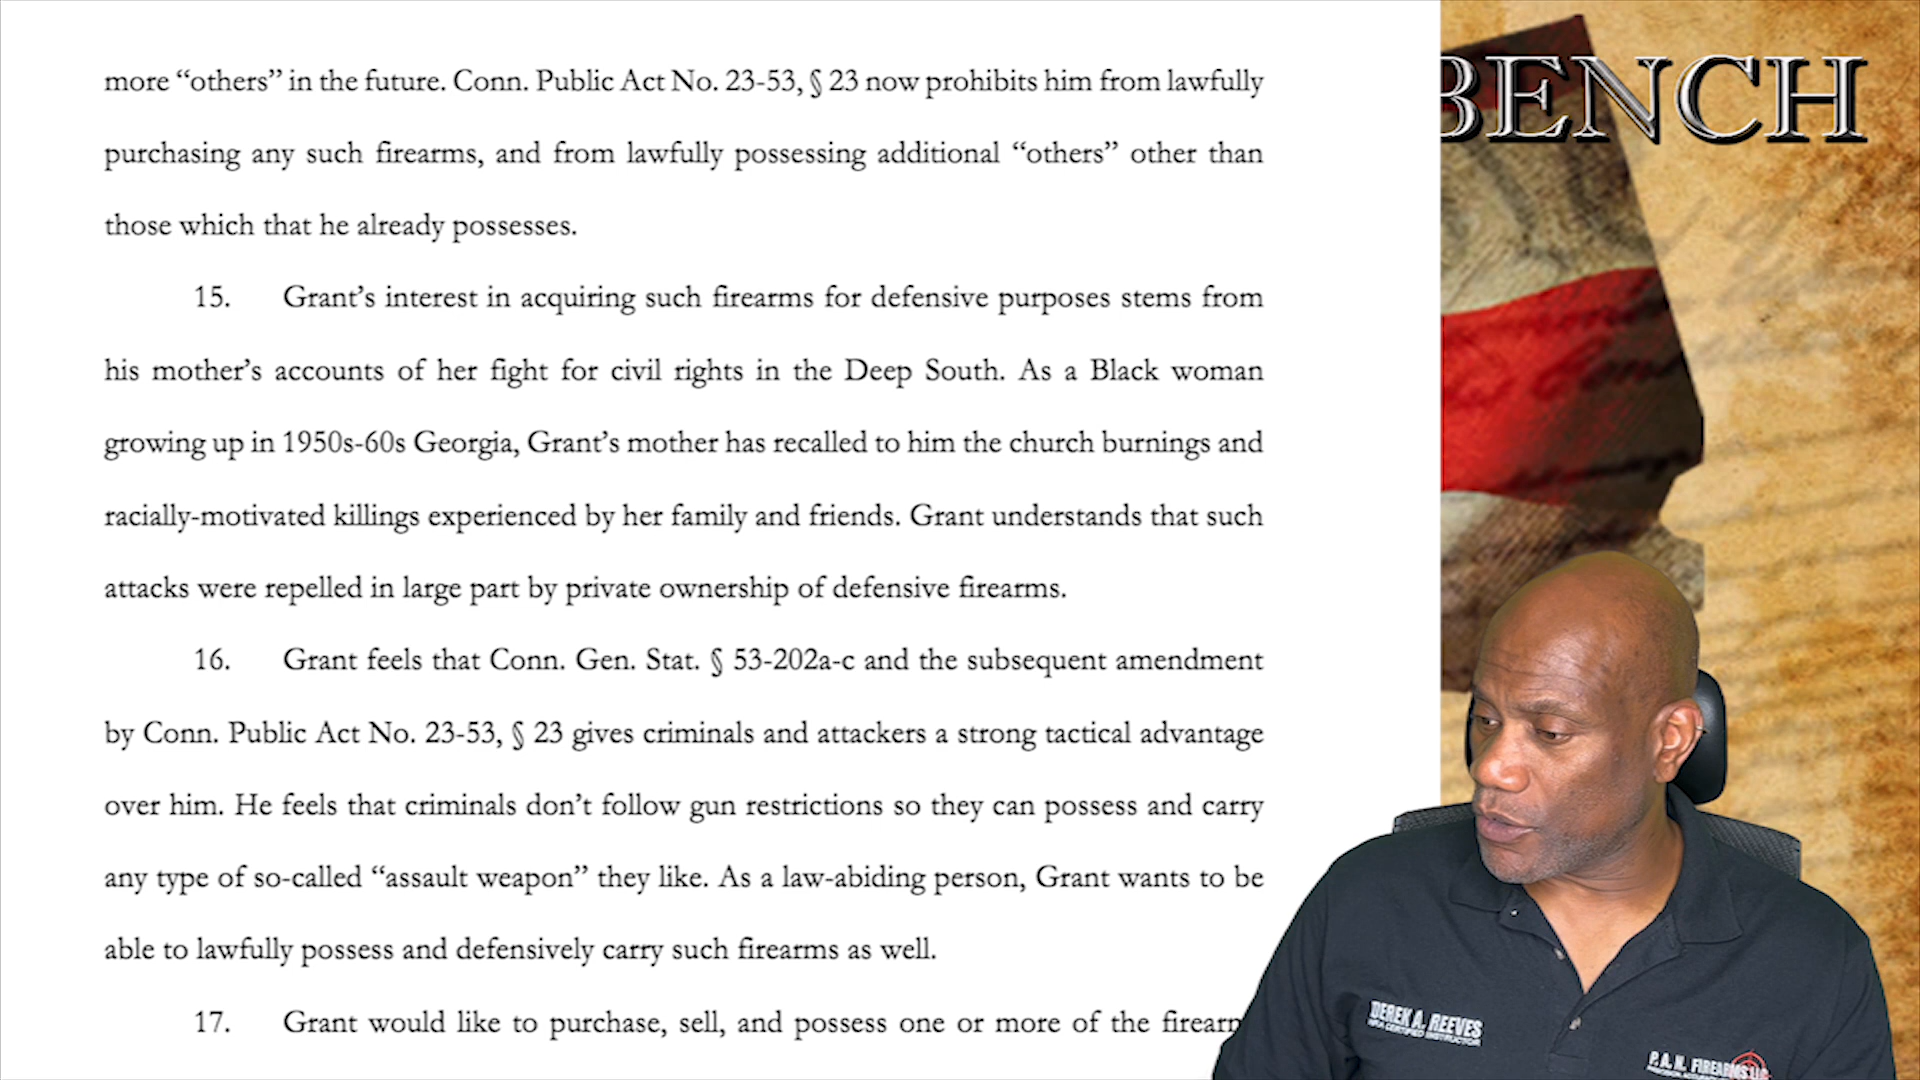 more “others” in the future. Conn. Public Act No. 23-53, § 23 now prohibits him from lawfully
purchasing any such firearms, and from lawfully possessing additional “others” other than
those which that he already possesses.
15. Grant’s interest in acquiring such firearms for defensive purposes stems from
his mother’s accounts of her fight for civil rights in the Deep South. As a Black woman
growing up in 1950s-60s Georgia, Grant’s mother has recalled to him the church burnings and
racially-motivated killings experienced by her family and friends. Grant understands that such
attacks were repelled in large part by private ownership of defensive firearms.
16. Grant feels that Conn. Gen. Stat. § 53-202a-c and the subsequent amendment
by Conn. Public Act No. 23-53, § 23 gives criminals and attackers a strong tactical advantage
over him. He feels that criminals don’t follow gun restrictions so they can possess and carry
any type of so-called “assault weapon” they like. As a law-abiding person, Grant wants to be
able to lawfully possess and defensively carry such firearms as well.
17. Grant would like to purchase, sell, and possess one or more of the firearm
BENCH
DEREK A. REEVES
NRA CERTIFIED INSTRUCTOR
P.A.N. FIREARMS LLC